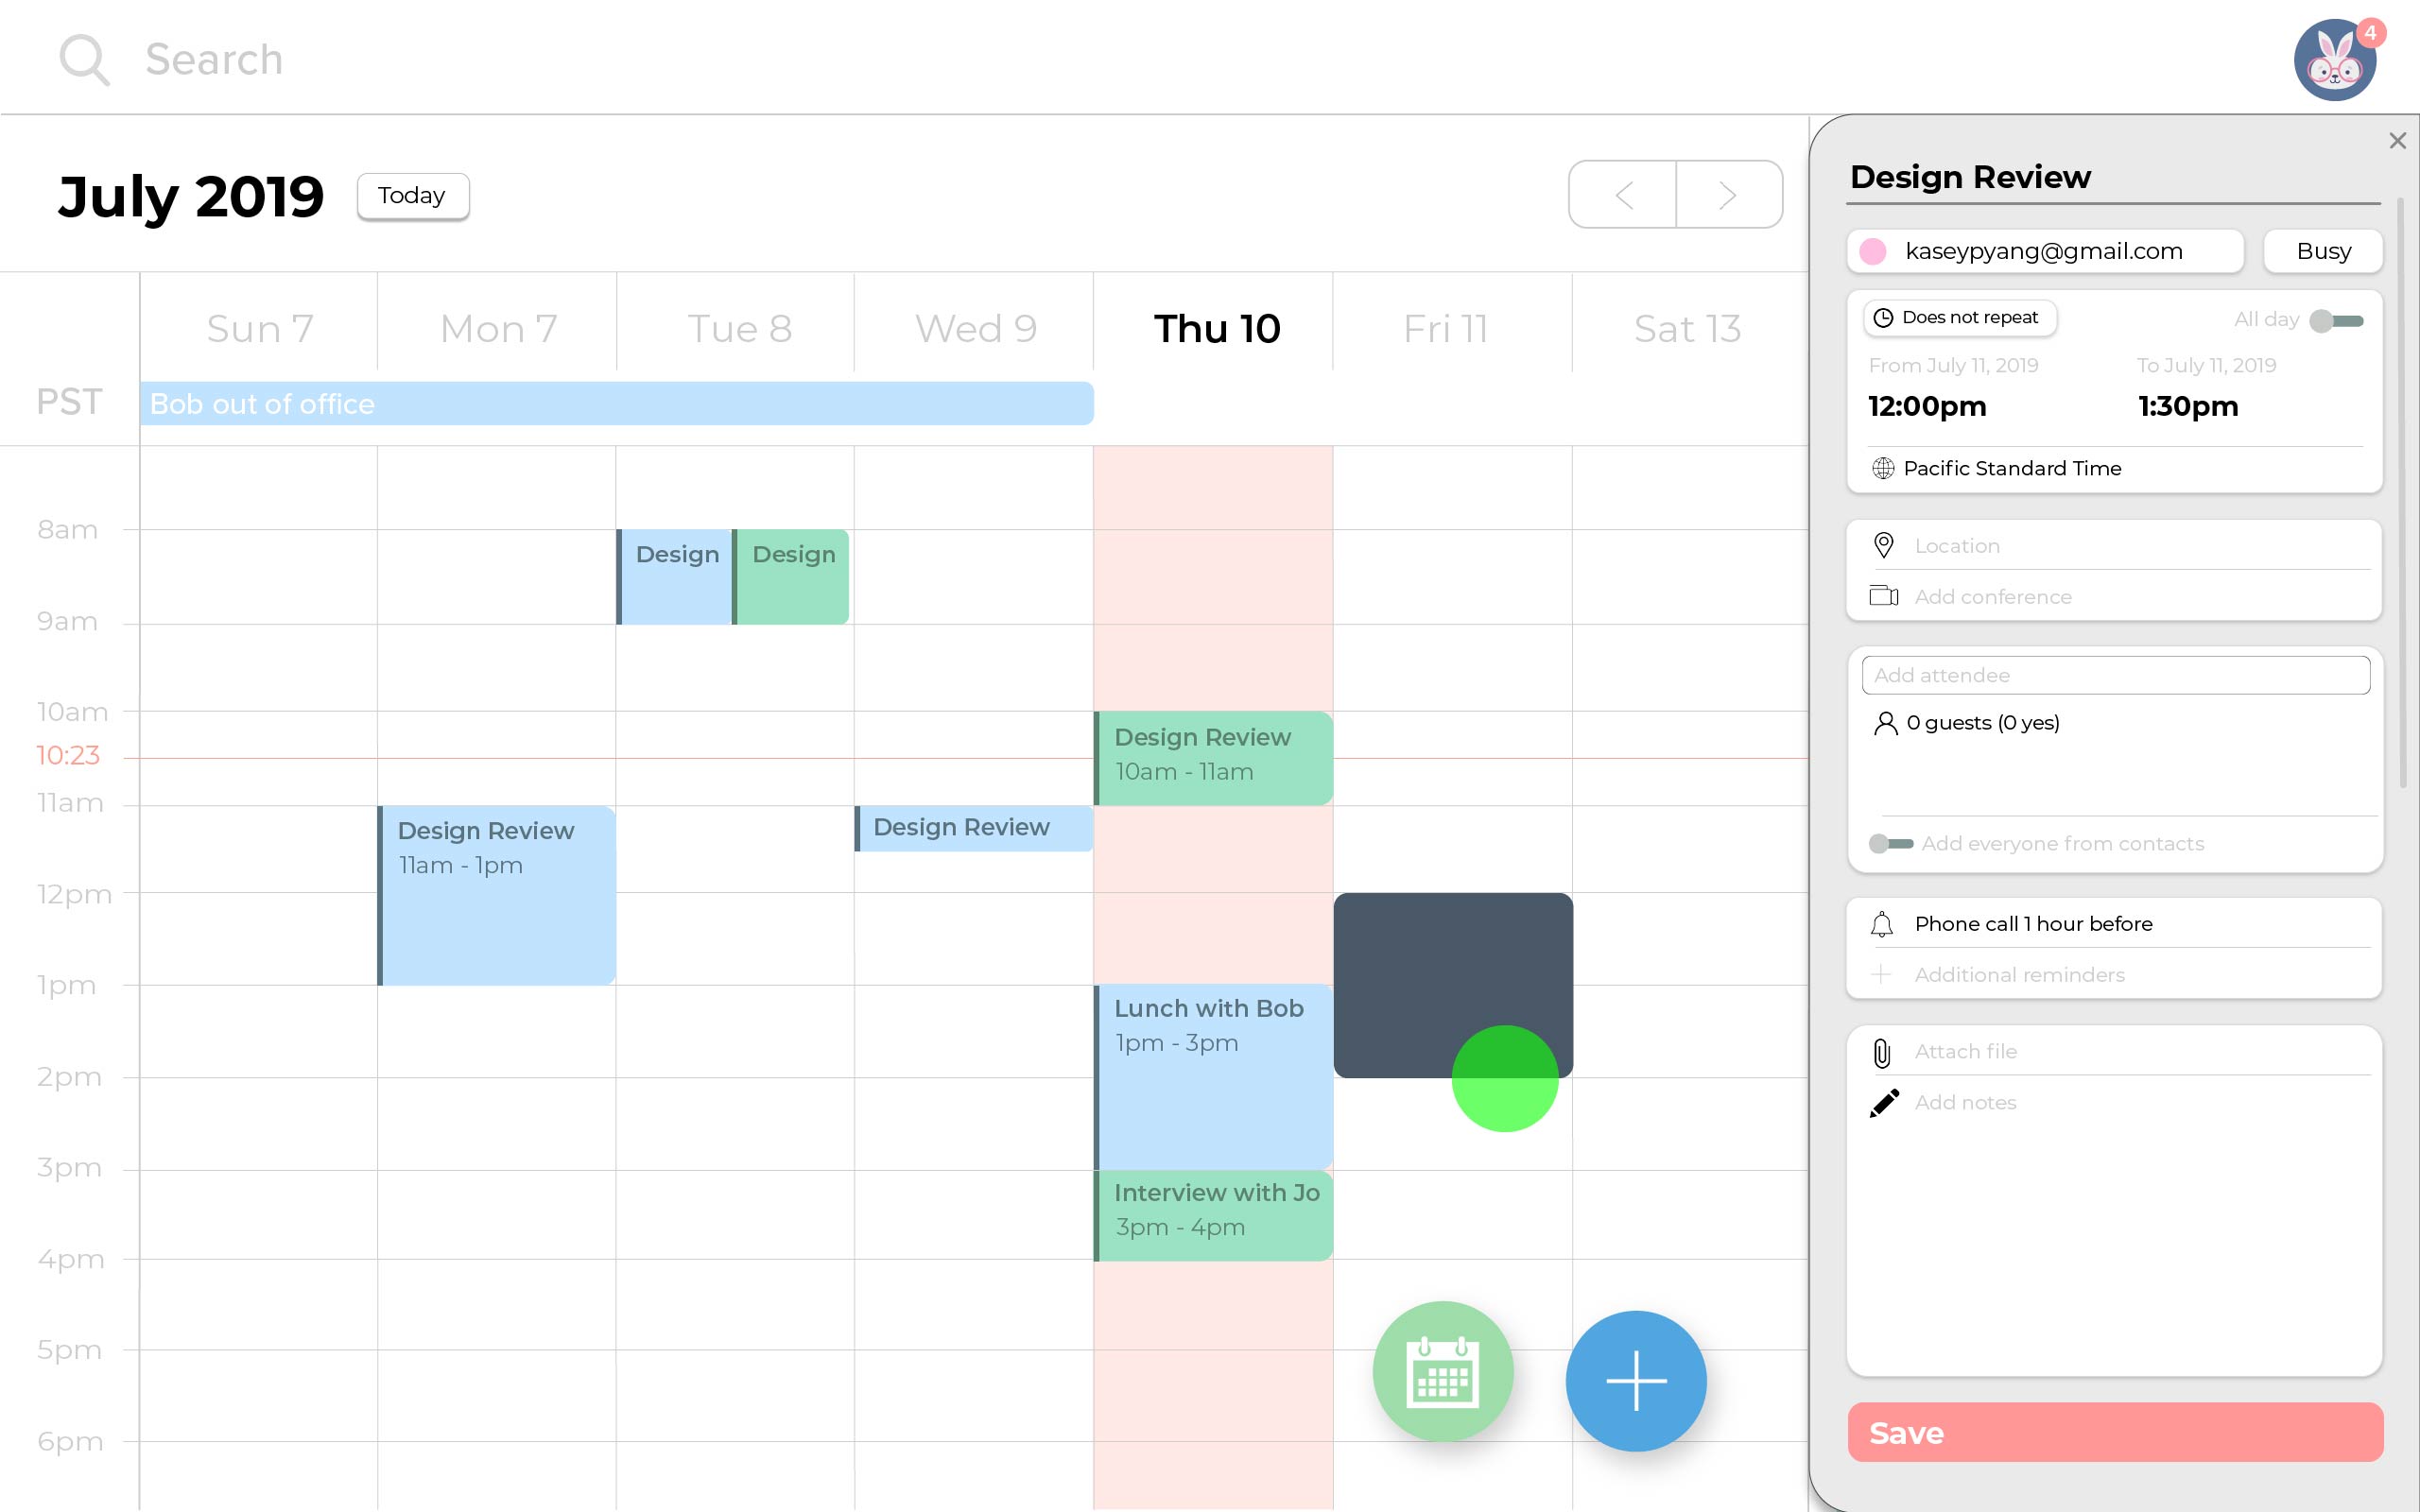 Search
4
July 2019
Today
Sun 7
Mon 7
Tue 8
Wed 9
Thu 10
Fri 11
Sat 13
PST
Bob out of office
8am
9am
10am
10:23
11am
12pm
1pm
2pm
3pm
4pm
5pm
6pm
Design Review
11am - 1pm
Design
Design
Design Review
Design Review
10am - 11am
Lunch with Bob
1pm - 3pm
Interview with Jo
3pm - 4pm
Design Review
kaseypyang@gmail.com
Busy
Does not repeat
All day
From July 11, 2019
To July 11, 2019
12:00pm
1:30pm
Pacific Standard Time
Location
Add conference
Add attendee
0 guests (0 yes)
Add everyone from contacts
Phone call 1 hour before
Additional reminders
Attach file
Add notes
Save